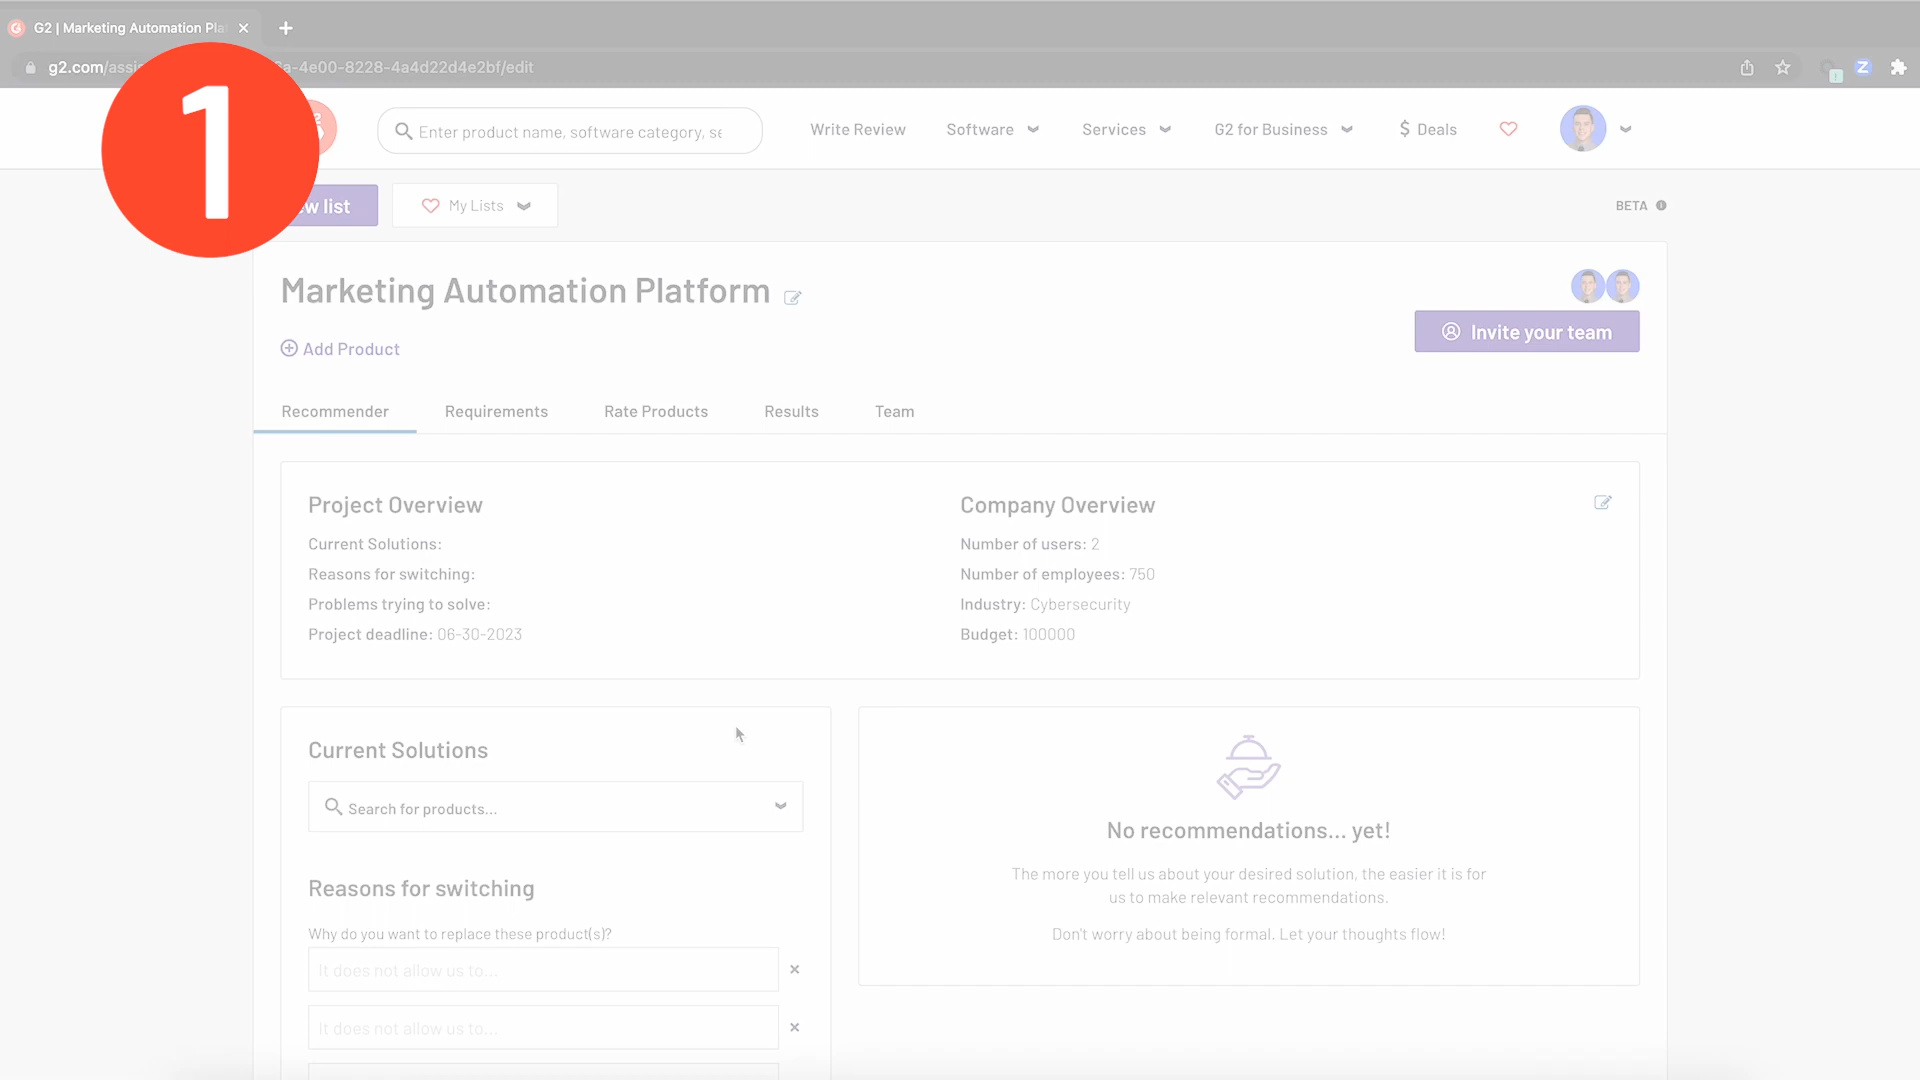 G2 | Marketing Automation Pla
g2.com/assi a-4e00-8228-4a4d22d4e2bf/edit
1
Enter product name, software category, se
Write Review
Software
Services
G2 for Business
$ Deals
w list
My Lists
BETA
Marketing Automation Platform
Add Product
Invite your team
Recommender
Requirements
Rate Products
Results
Team
Project Overview
Current Solutions:
Reasons for switching:
Problems trying to solve:
Project deadline: 06-30-2023
Company Overview
Number of users: 2
Number of employees: 750
Industry: Cybersecurity
Budget: 100000
Current Solutions
Search for products...
Reasons for switching
Why do you want to replace these product(s)?
It does not allow us to...
It does not allow us to...
No recommendations... yet!
The more you tell us about your desired solution, the easier it is for
us to make relevant recommendations.
Don't worry about being formal. Let your thoughts flow!